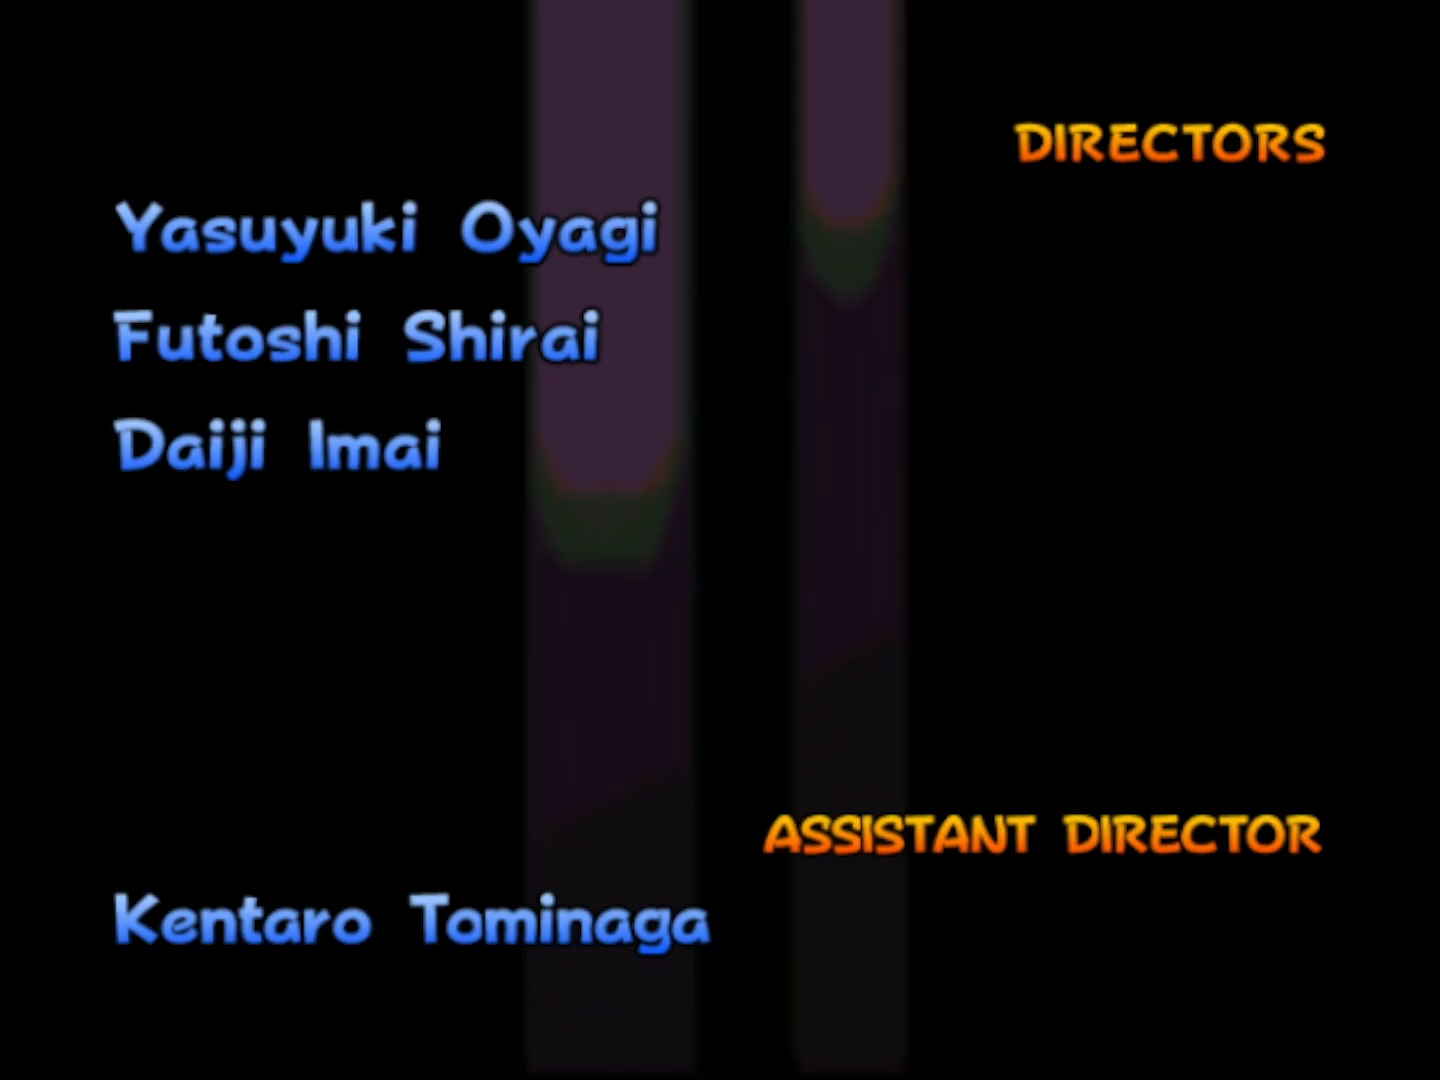 DIRECTORS
Yasuyuki Oyagi
Futoshi Shirai
Daiji Imai
ASSISTANT DIRECTOR
Kentaro Tominaga